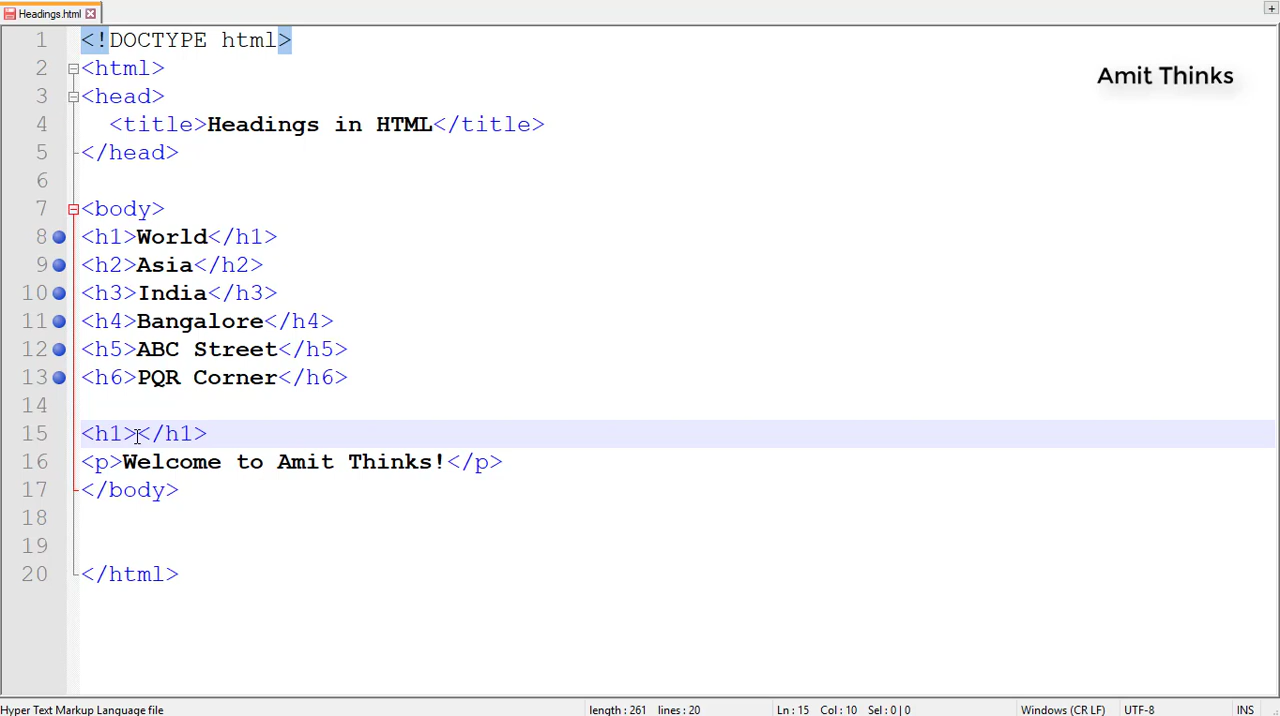 Headings.html
Amit Thinks
1 <!DOCTYPE html>
2 <html>
3 <head>
4 <title>Headings in HTML</title>
5 </head>
6
7 <body>
8 <h1>World</h1>
9 <h2>Asia</h2>
10 <h3>India</h3>
11 <h4>Bangalore</h4>
12 <h5>ABC Street</h5>
13 <h6>PQR Corner</h6>
14
15 <h1></h1>
16 <p>Welcome to Amit Thinks!</p>
17 </body>
18
19
20 </html>
Hyper Text Markup Language file length : 261 lines : 20 Ln : 15 Col : 10 Sel : 0 | 0 Windows (CR LF) UTF-8 INS